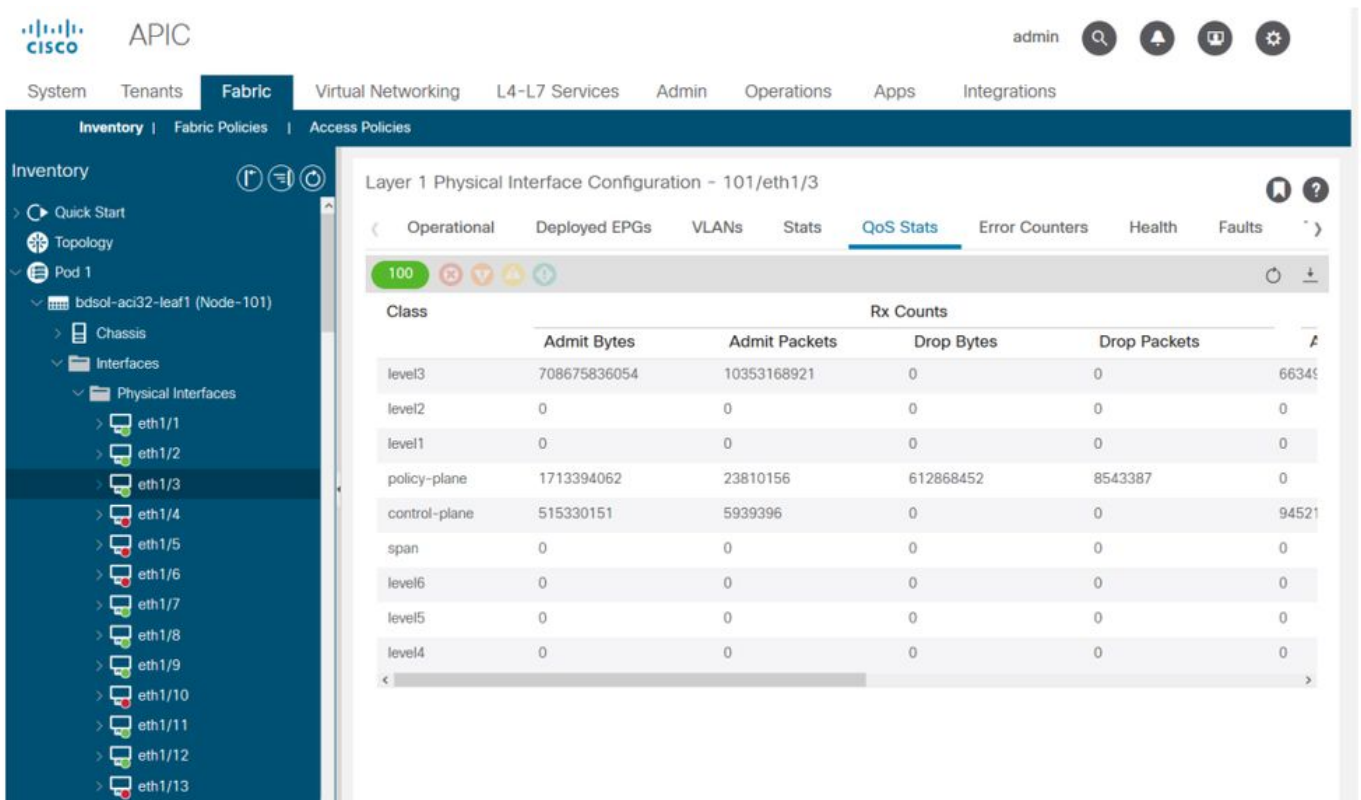 CISCO APIC admin
System Tenants Fabric Virtual Networking L4-L7 Services Admin Operations Apps Integrations
Inventory | Fabric Policies | Access Policies
Inventory
Quick Start
Topology
Pod 1
bdsol-aci32-leaf1 (Node-101)
Chassis
Interfaces
Physical Interfaces
eth1/1
eth1/2
eth1/3
eth1/4
eth1/5
eth1/6
eth1/7
eth1/8
eth1/9
eth1/10
eth1/11
eth1/12
eth1/13
Layer 1 Physical Interface Configuration - 101/eth1/3
Operational Deployed EPGs VLANs Stats QoS Stats Error Counters Health Faults
100
Class Rx Counts
Admit Bytes Admit Packets Drop Bytes Drop Packets A
level3 708675836054 10353168921 0 0 66349
level2 0 0 0 0 0
level1 0 0 0 0 0
policy-plane 1713394062 23810156 612868452 8543387 0
control-plane 515330151 5939396 0 0 94521
span 0 0 0 0 0
level6 0 0 0 0 0
level5 0 0 0 0 0
level4 0 0 0 0 0